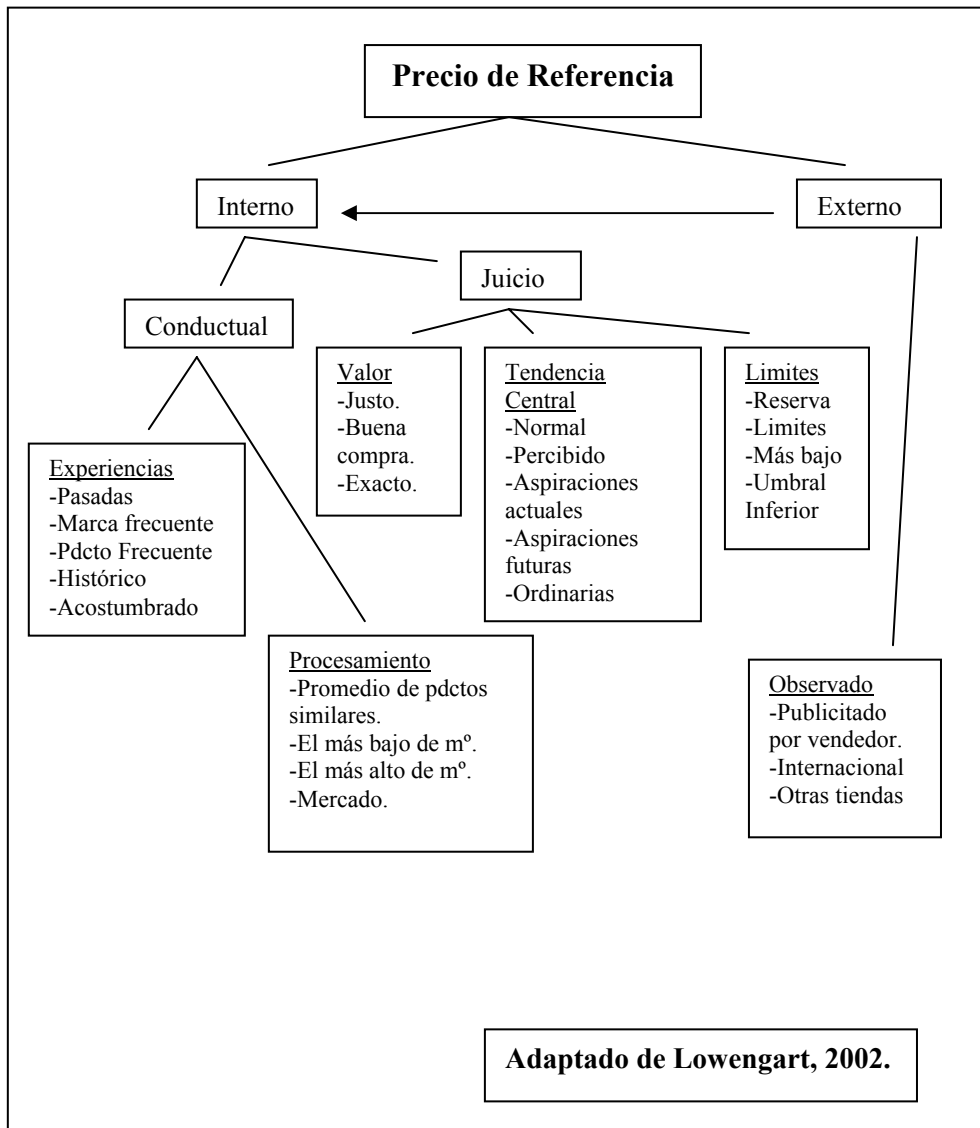 Precio de Referencia
Interno
Externo
Juicio
Conductual
Valor
-Justo.
-Buena
compra.
-Exacto.
Tendencia
Central
-Normal
-Percibido
-Aspiraciones
actuales
-Aspiraciones
futuras
-Ordinarias
Limites
-Reserva
-Limites
-Más bajo
-Umbral
Inferior
Experiencias
-Pasadas
-Marca frecuente
-Pdcto Frecuente
-Histórico
-Acostumbrado
Procesamiento
-Promedio de pdctos
similares.
-El más bajo de mº.
-El más alto de mº.
-Mercado.
Observado
-Publicitado
por vendedor.
-Internacional
-Otras tiendas
Adaptado de Lowengart, 2002.